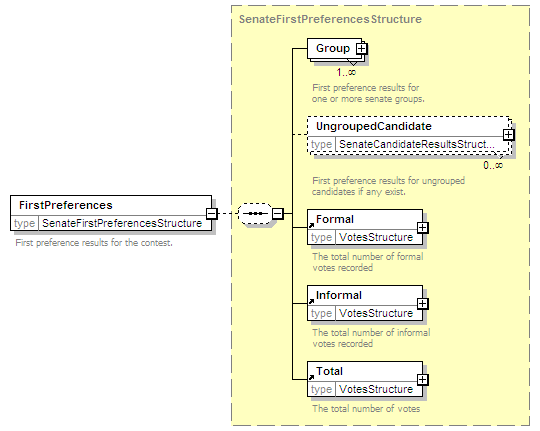 SenateFirstPreferencesStructure
Group
1..∞
First preference results for
one or more senate groups.
UngroupedCandidate
type SenateCandidateResultsStruct...
0..∞
First preference results for ungrouped
candidates if any exist.
FirstPreferences
type SenateFirstPreferencesStructure
First preference results for the contest.
Formal
type VotesStructure
The total number of formal
votes recorded
Informal
type VotesStructure
The total number of informal
votes recorded
Total
type VotesStructure
The total number of votes